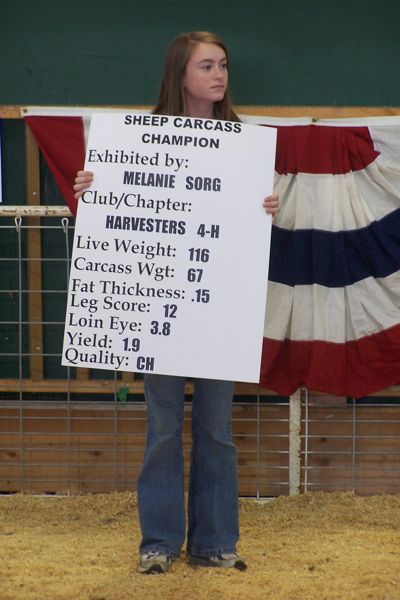 SHEEP CARCASS
CHAMPION
Exhibited by:
MELANIE SORG
Club/Chapter:
HARVESTERS 4-H
Live Weight: 116
Carcass Wgt: 67
Fat Thickness: .15
Leg Score: 12
Loin Eye: 3.8
Yield: 1.9
Quality: CH